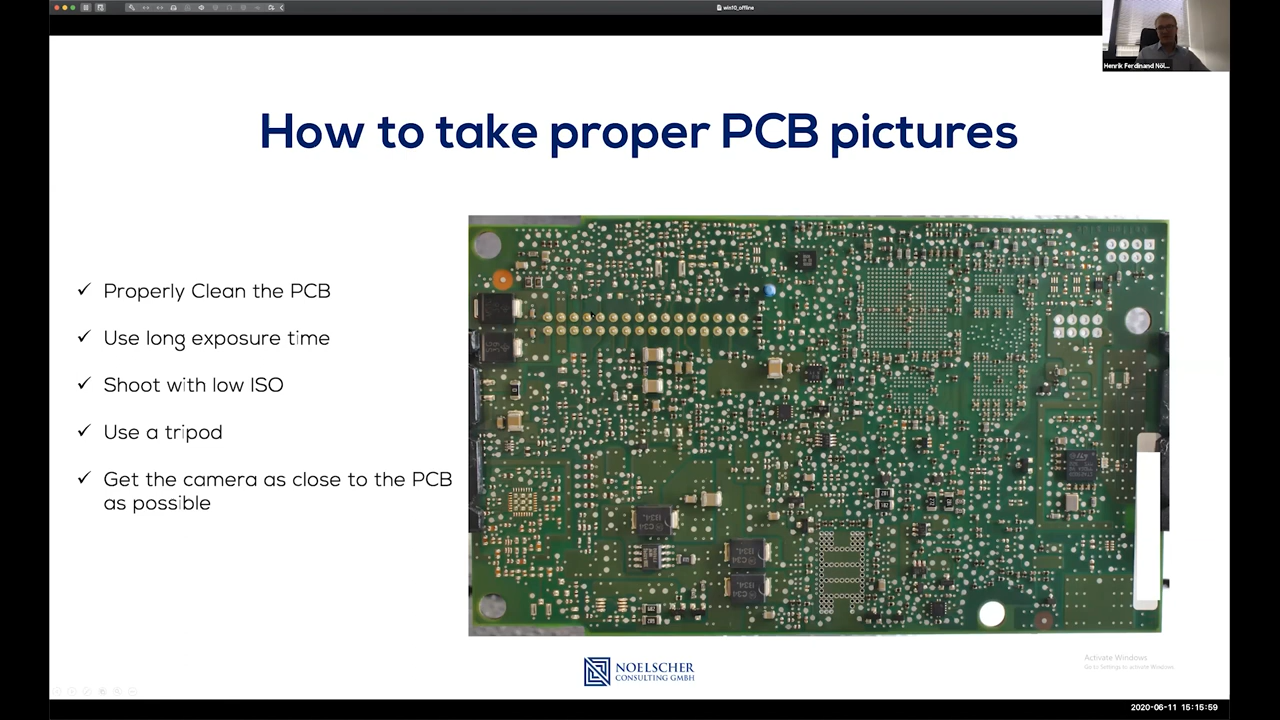 win10_offline
Henrik Ferdinand Nöl...
How to take proper PCB pictures
✓ Properly Clean the PCB
✓ Use long exposure time
✓ Shoot with low ISO
✓ Use a tripod
✓ Get the camera as close to the PCB
as possible
NOELSCHER
CONSULTING GMBH
Activate Windows
Go to Settings to activate Windows.
2020-06-11 15:15:59